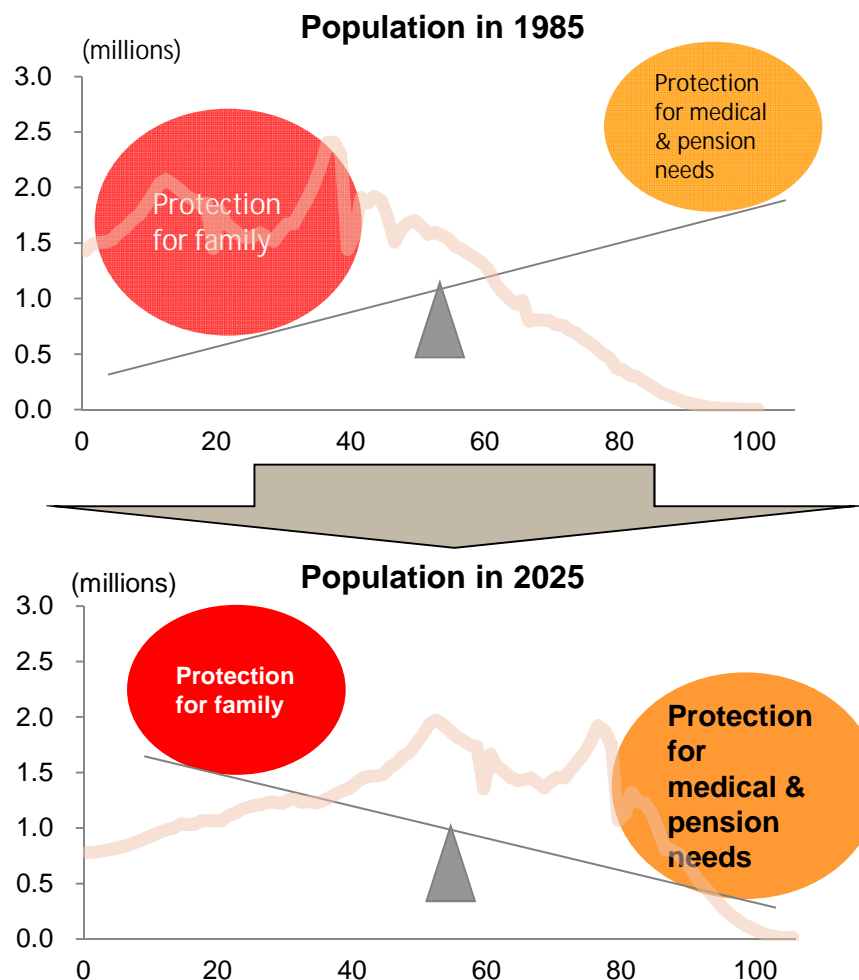 Population in 1985
(millions)
3.0
2.5
2.0
1.5
1.0
0.5
0.0
0 20 40 60 80 100
Protection
for family
Protection
for medical
& pension
needs
Population in 2025
(millions)
3.0
2.5
2.0
1.5
1.0
0.5
0.0
0 20 40 60 80 100
Protection
for family
Protection
for
medical &
pension
needs